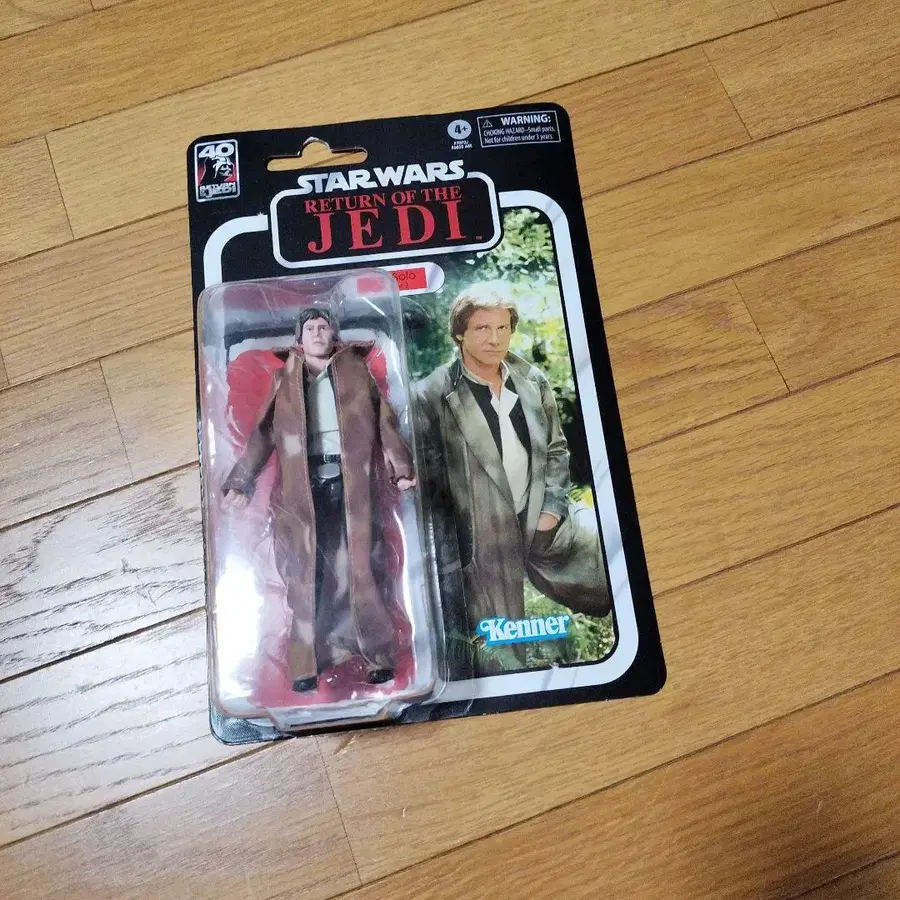 40
RETURN
OF THE
JEDI
4+
WARNING:
CHOKING HAZARD–Small parts.
Not for children under 3 years.
STAR WARS
RETURN OF THE
JEDI
TM
Solo
Kenner